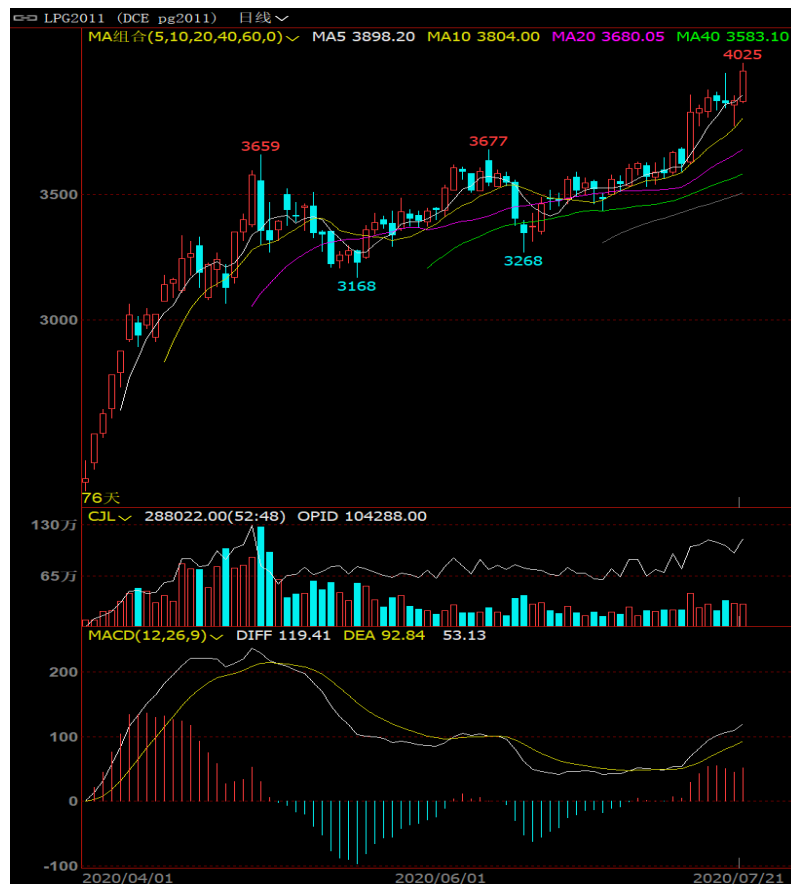 LPG2011 (DCE pg2011) 日线
MA组合(5,10,20,40,60,0) MA5 3898.20 MA10 3804.00 MA20 3680.05 MA40 3583.10
4025
3659
3677
3500
3268
3168
3000
76天
CJL 288022.00(52:48) OPID 104288.00
130万
65万
MACD(12,26,9) DIFF 119.41 DEA 92.84 53.13
200
100
0
-100
2020/04/01 2020/06/01 2020/07/21